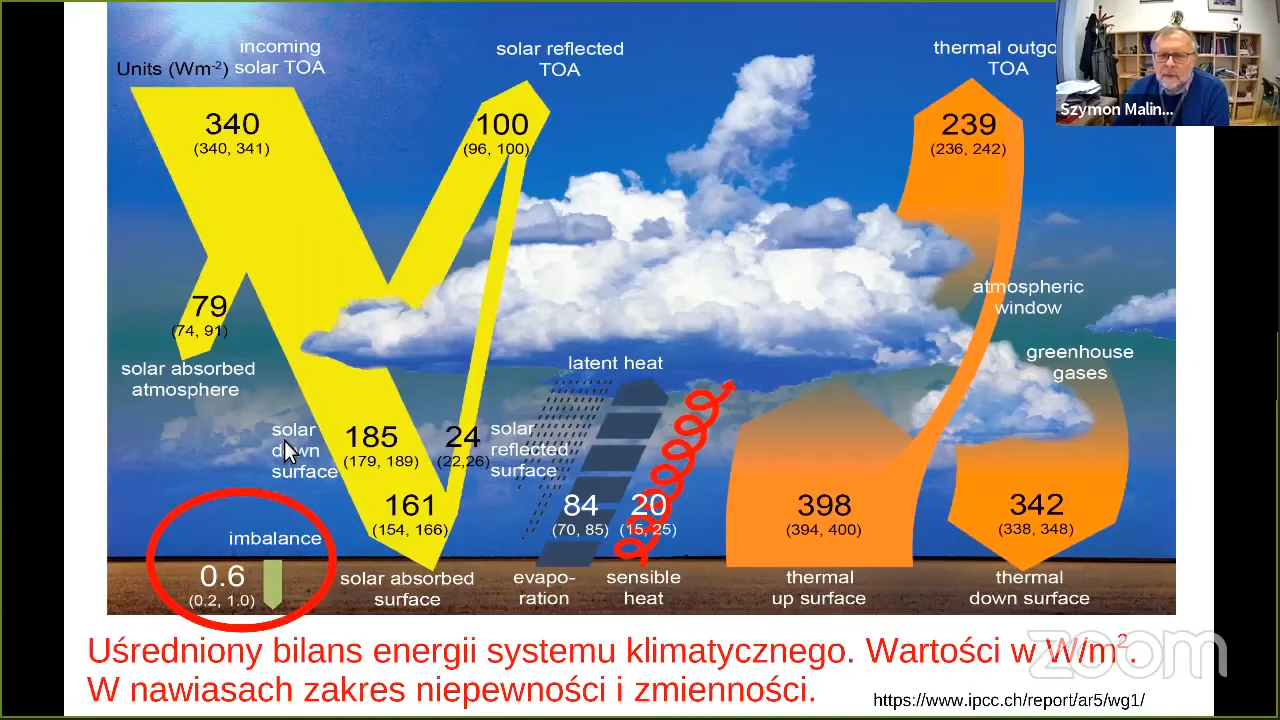 incoming
solar TOA
Units (Wm-2)
solar reflected
TOA
thermal outgo
TOA
Szymon Malin...
340
(340, 341)
100
(96, 100)
239
(236, 242)
79
(74, 91)
solar absorbed
atmosphere
atmospheric
window
greenhouse
gases
latent heat
solar
down
surface
185
(179, 189)
24
(22,26)
solar
reflected
surface
161
(154, 166)
84
(70, 85)
20
(15, 25)
398
(394, 400)
342
(338, 348)
imbalance
0.6
(0.2, 1.0)
solar absorbed
surface
evapo-
ration
sensible
heat
thermal
up surface
thermal
down surface
Uśredniony bilans energii systemu klimatycznego. Wartości w W/m2.
W nawiasach zakres niepewności i zmienności.
zoom
https://www.ipcc.ch/report/ar5/wg1/